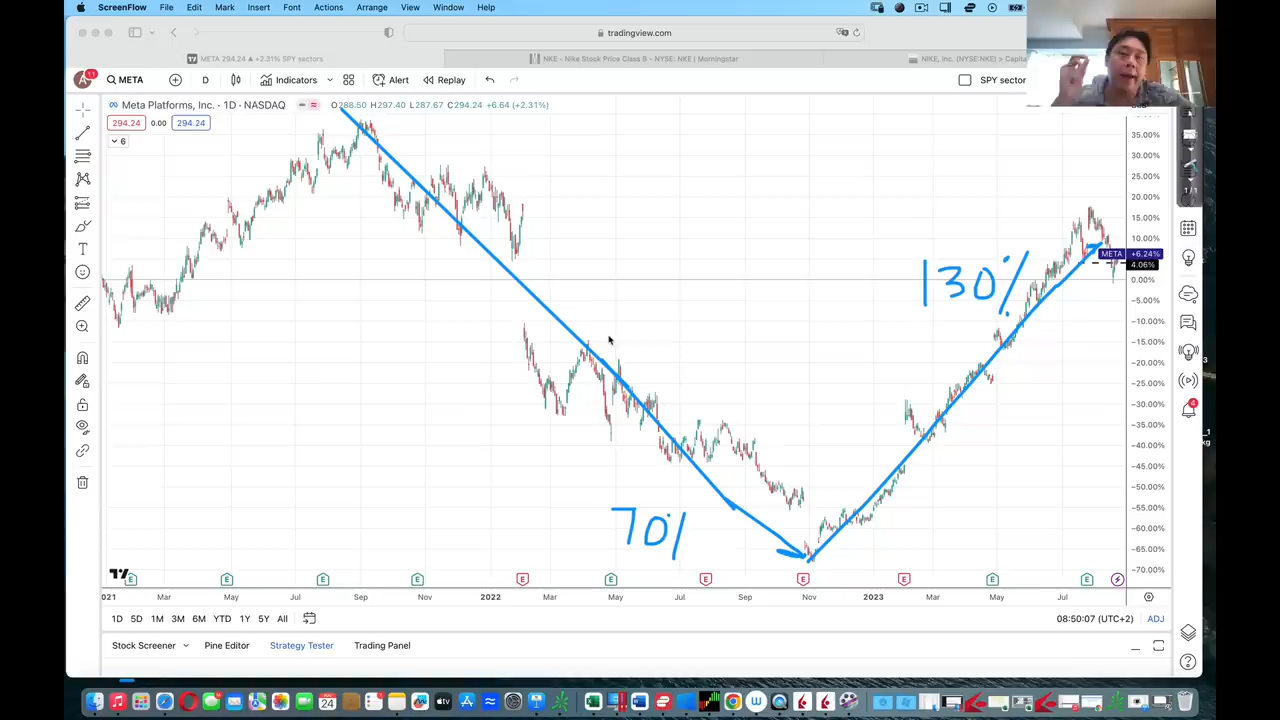 ScreenFlow File Edit Mark Insert Font Actions Arrange View Window Help
tradingview.com
META 294.24 ▲ +2.31% SPY sectors
NKE - Nike Stock Price Class B - NYSE: NKE | Morningstar
NIKE, Inc. (NYSE:NKE) > Capita
A 11 META D Indicators Alert Replay SPY sector
Meta Platforms, Inc. · 1D · NASDAQ O288.50 H297.40 L287.67 C294.24 +6.64 (+2.31%)
294.24 0.00 294.24
6
35.00%
30.00%
25.00%
20.00%
15.00%
10.00%
META +6.24%
4.06%
0.00%
−5.00%
−10.00%
−15.00%
−20.00%
−25.00%
−30.00%
−35.00%
−40.00%
−45.00%
−50.00%
−55.00%
−60.00%
−65.00%
−70.00%
1/1
4
130%
70%
E E E E E E E E E E E
2021 Mar May Jul Sep Nov 2022 Mar May Jul Sep Nov 2023 Mar May Jul
1D 5D 1M 3M 6M YTD 1Y 5Y All
08:50:07 (UTC+2) ADJ
Stock Screener Pine Editor Strategy Tester Trading Panel
24